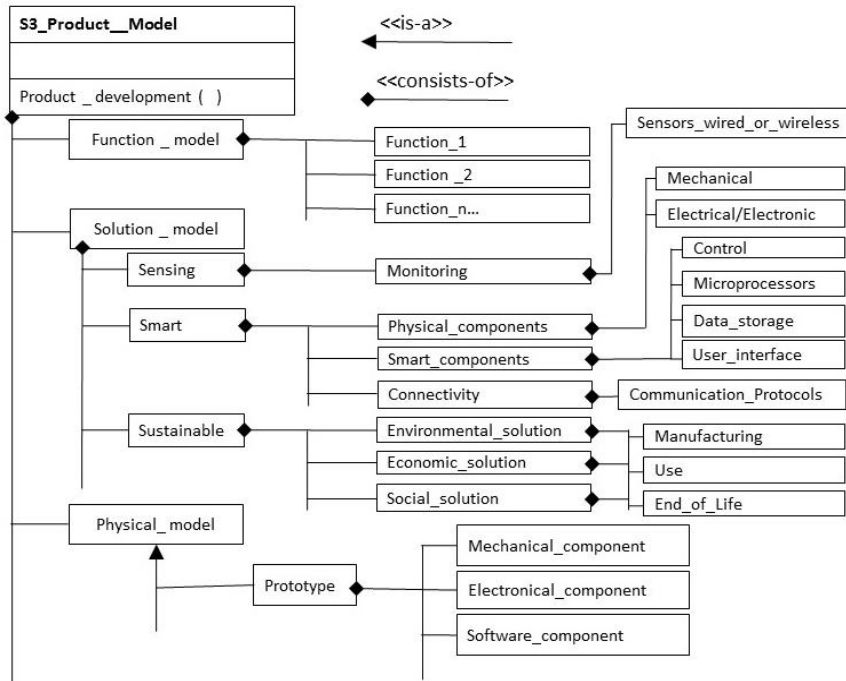 S3_Product__Model
<<is-a>>
<<consists-of>>
Product _ development ( )
Function _ model
Function_1
Function _2
Function_n...
Sensors_wired_or_wireless
Mechanical
Electrical/Electronic
Solution _ model
Sensing
Monitoring
Control
Microprocessors
Data_storage
User_interface
Smart
Physical_components
Smart_components
Connectivity
Communication_Protocols
Sustainable
Environmental_solution
Economic_solution
Social_solution
Manufacturing
Use
End_of_Life
Physical_ model
Prototype
Mechanical_component
Electronical_component
Software_component